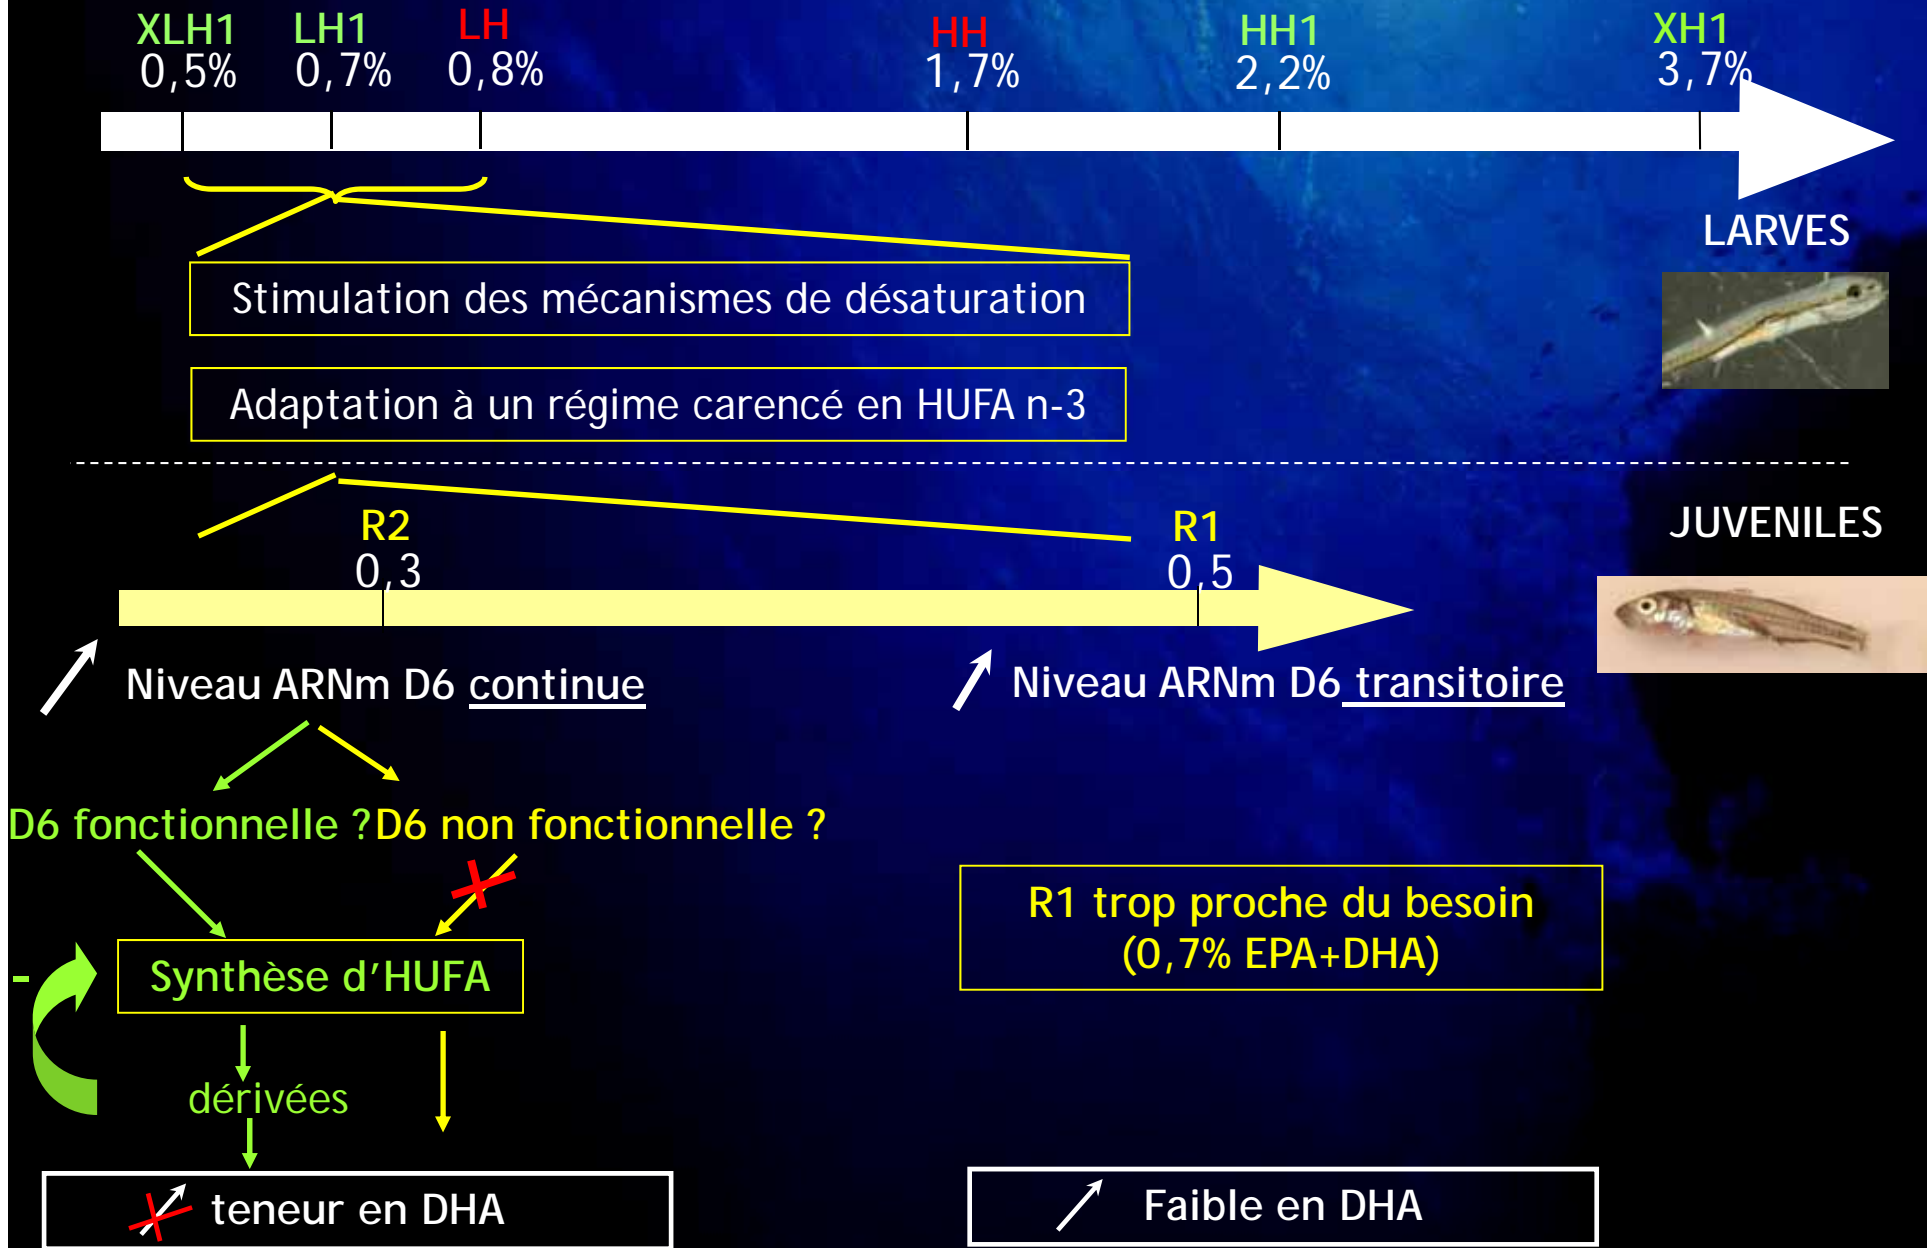 XLH1 LH1 LH HH HH1 XH1
0,5% 0,7% 0,8% 1,7% 2,2% 3,7%
LARVES
Stimulation des mécanismes de désaturation
Adaptation à un régime carencé en HUFA n-3
JUVENILES
R2 R1
0,3 0,5
Niveau ARNm D6 continue
Niveau ARNm D6 transitoire
D6 fonctionnelle ? D6 non fonctionnelle ?
R1 trop proche du besoin
(0,7% EPA+DHA)
-
Synthèse d'HUFA
dérivées
teneur en DHA
Faible en DHA